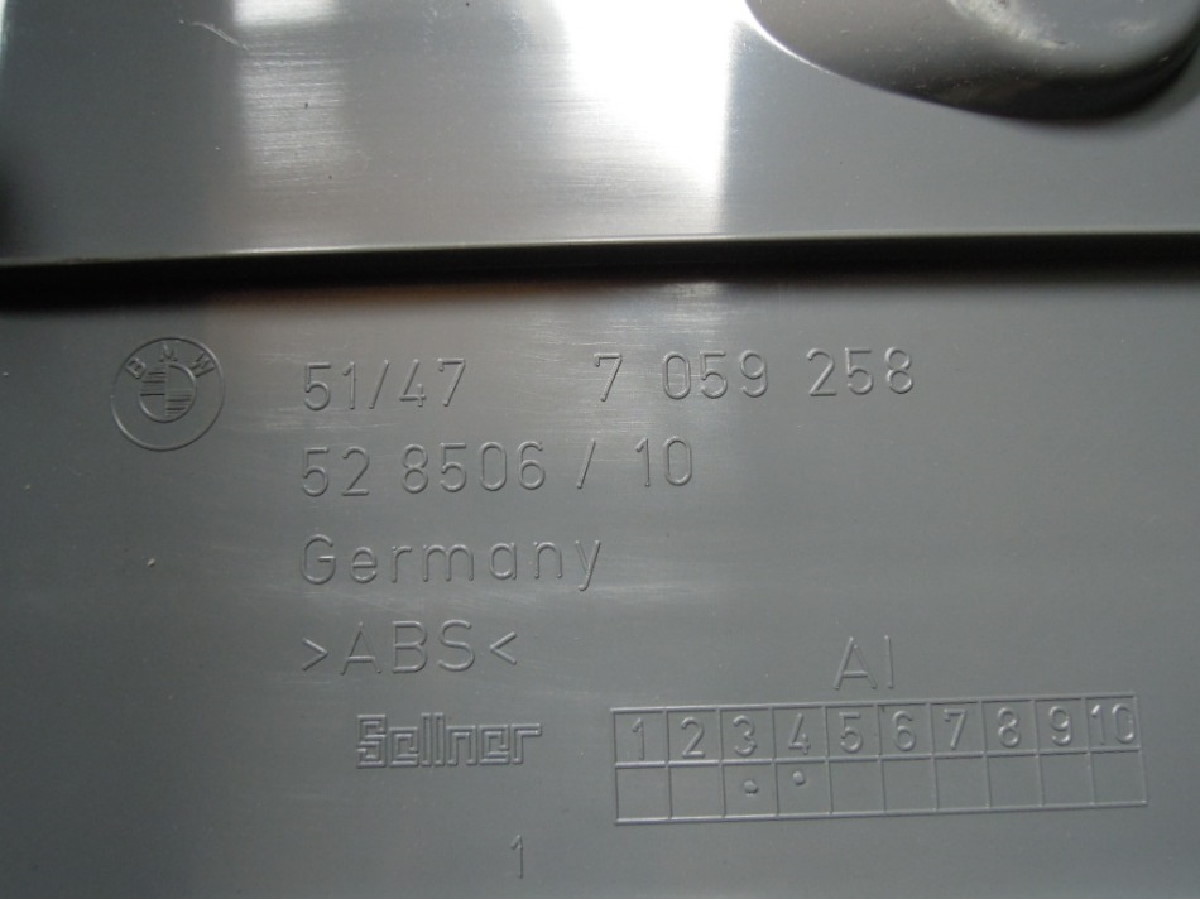 BMW
51/47 7 059 258
52 8506 / 10
Germany
>ABS<
AI
Sellner
1 2 3 4 5 6 7 8 9 10
1